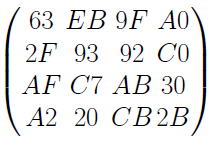 63 EB 9F A0
2F 93 92 C0
AF C7 AB 30
A2 20 CB 2B